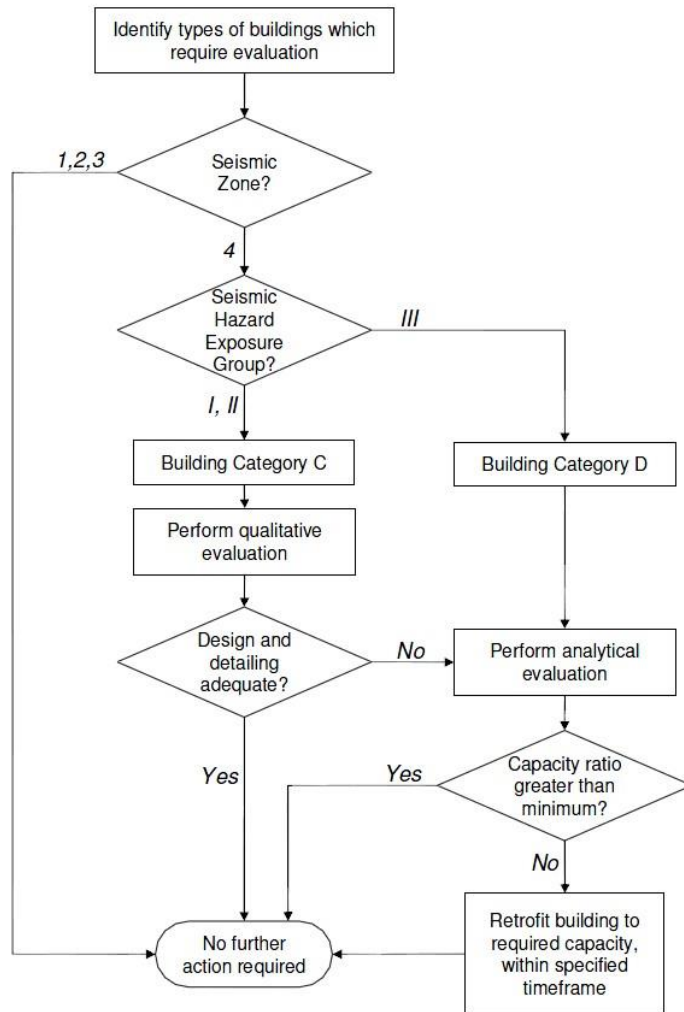 Identify types of buildings which
require evaluation
1,2,3
Seismic
Zone?
4
Seismic
Hazard
Exposure
Group?
III
I, II
Building Category C
Building Category D
Perform qualitative
evaluation
Design and
detailing
adequate?
No
Perform analytical
evaluation
Yes
Yes
Capacity ratio
greater than
minimum?
No
No further
action required
Retrofit building to
required capacity,
within specified
timeframe